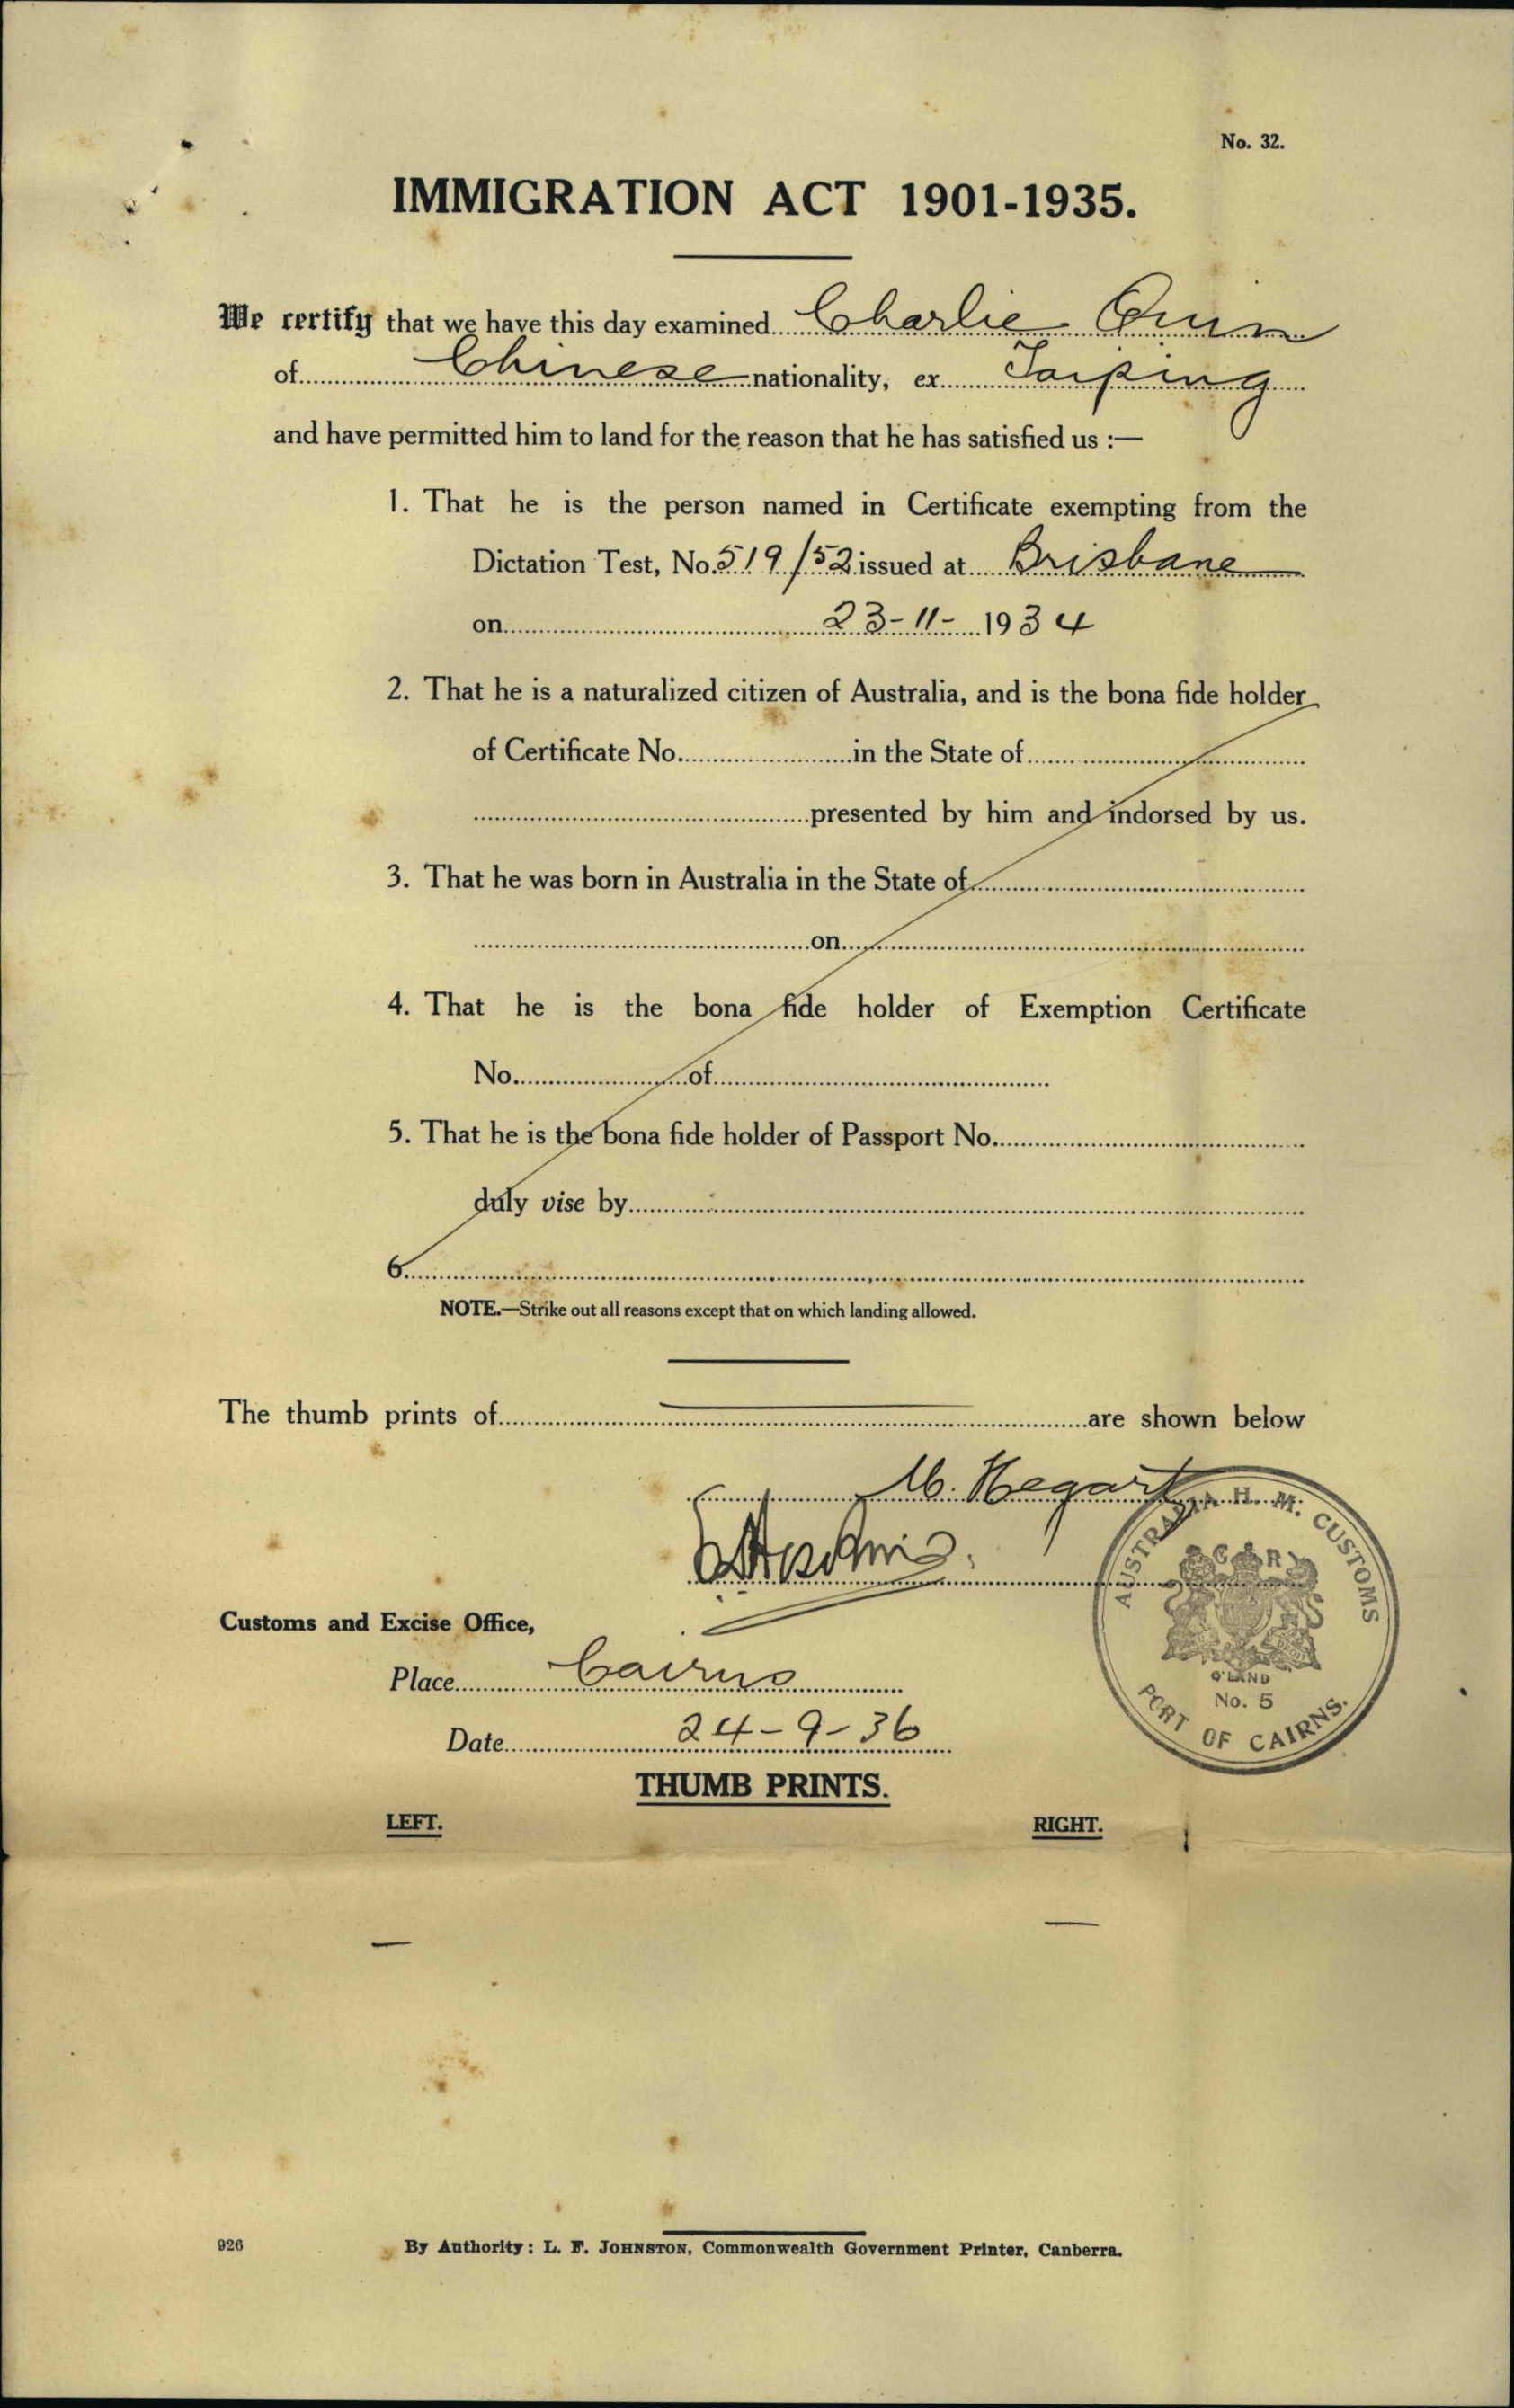 No. 32.
IMMIGRATION ACT 1901-1935.
We certify that we have this day examined Charlie
of Chinese nationality, ex Taiping
and have permitted him to land for the reason that he has satisfied us :—
1. That he is the person named in Certificate exempting from the
Dictation Test, No. 519/52 issued at Brisbane
on 23-11-1934
2. That he is a naturalized citizen of Australia, and is the bona fide holder
of Certificate No. in the State of
presented by him and indorsed by us.
3. That he was born in Australia in the State of
on
4. That he is the bona fide holder of Exemption Certificate
No. of
5. That he is the bona fide holder of Passport No.
duly vise by
6.
NOTE.—Strike out all reasons except that on which landing allowed.
The thumb prints of are shown below
M. Hegarty
Customs and Excise Office,
Place Cairns
Date 24-9-36
AUSTRALIA H. M. CUSTOMS
G R
Q'LAND
No. 5
PORT OF CAIRNS.
THUMB PRINTS.
LEFT. RIGHT.
926 By Authority: L. F. JOHNSTON, Commonwealth Government Printer, Canberra.